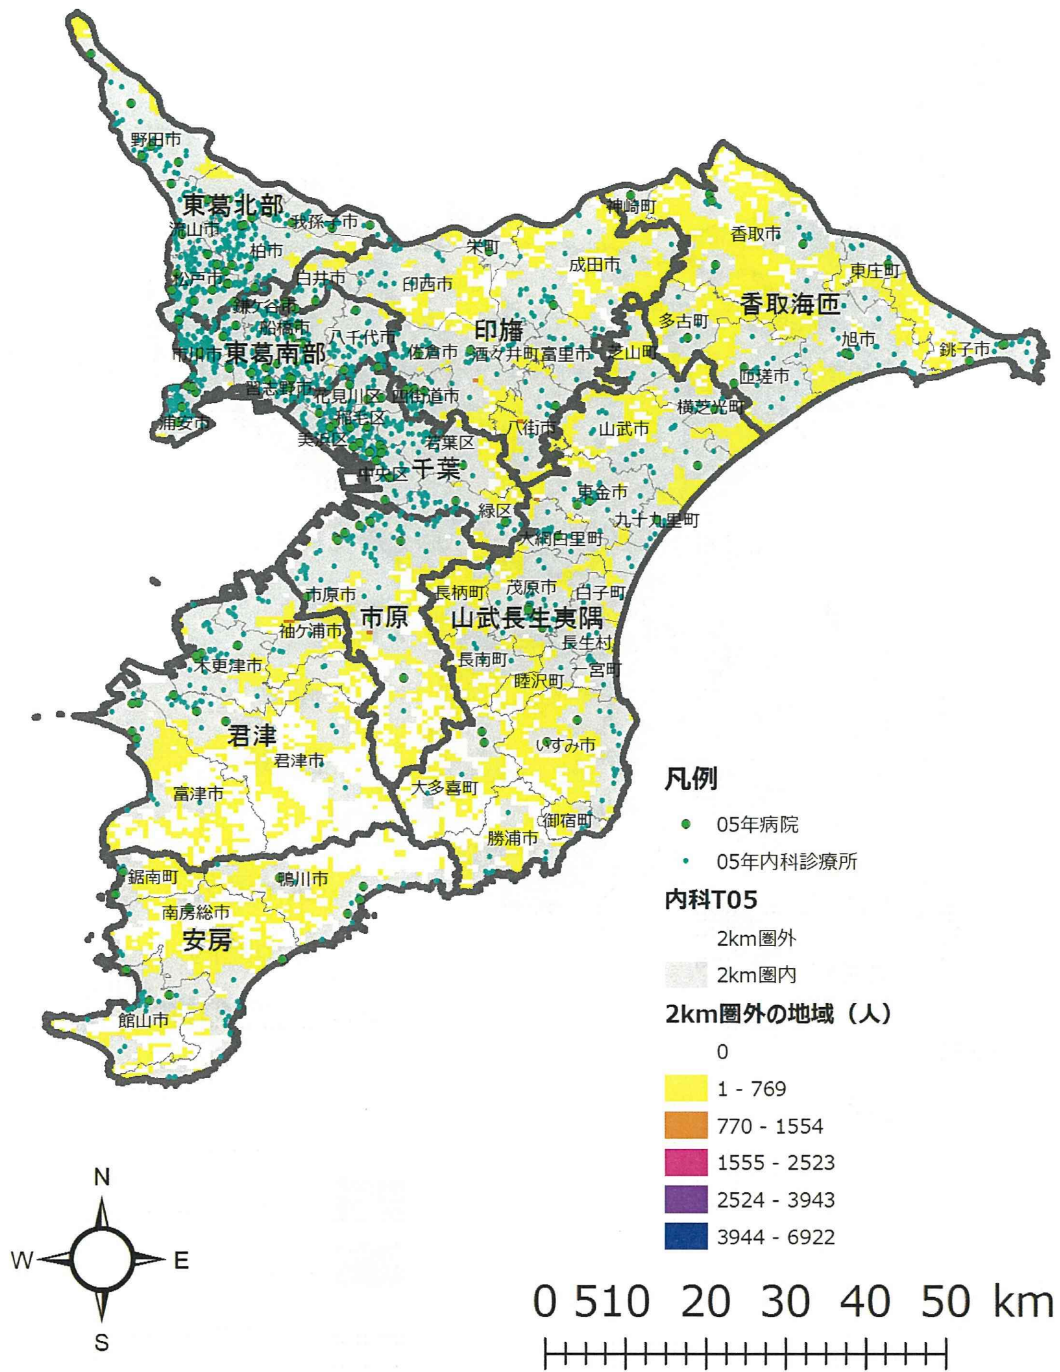 野田市
東葛北部
流山市
我孫子市
柏市
松戸市
白井市
鎌ケ谷市
船橋市
八千代市
市川市
東葛南部
習志野市
花見川区
浦安市
稲毛区
美浜区
若葉区
中央区
千葉
緑区
栄町
成田市
印西市
印旛
佐倉市
酒々井町
富里市
四街道市
八街市
神崎町
香取市
東庄町
香取海匝
多古町
芝山町
旭市
銚子市
匝瑳市
横芝光町
山武市
東金市
九十九里町
大網白里町
長柄町
茂原市
白子町
市原市
市原
山武長生夷隅
長生村
長南町
一宮町
睦沢町
袖ケ浦市
木更津市
君津
君津市
富津市
いすみ市
大多喜町
御宿町
勝浦市
鋸南町
鴨川市
南房総市
安房
館山市
凡例
05年病院
05年内科診療所
内科T05
2km圏外
2km圏内
2km圏外の地域（人）
0
1 - 769
770 - 1554
1555 - 2523
2524 - 3943
3944 - 6922
N
W E
S
0 510 20 30 40 50 km